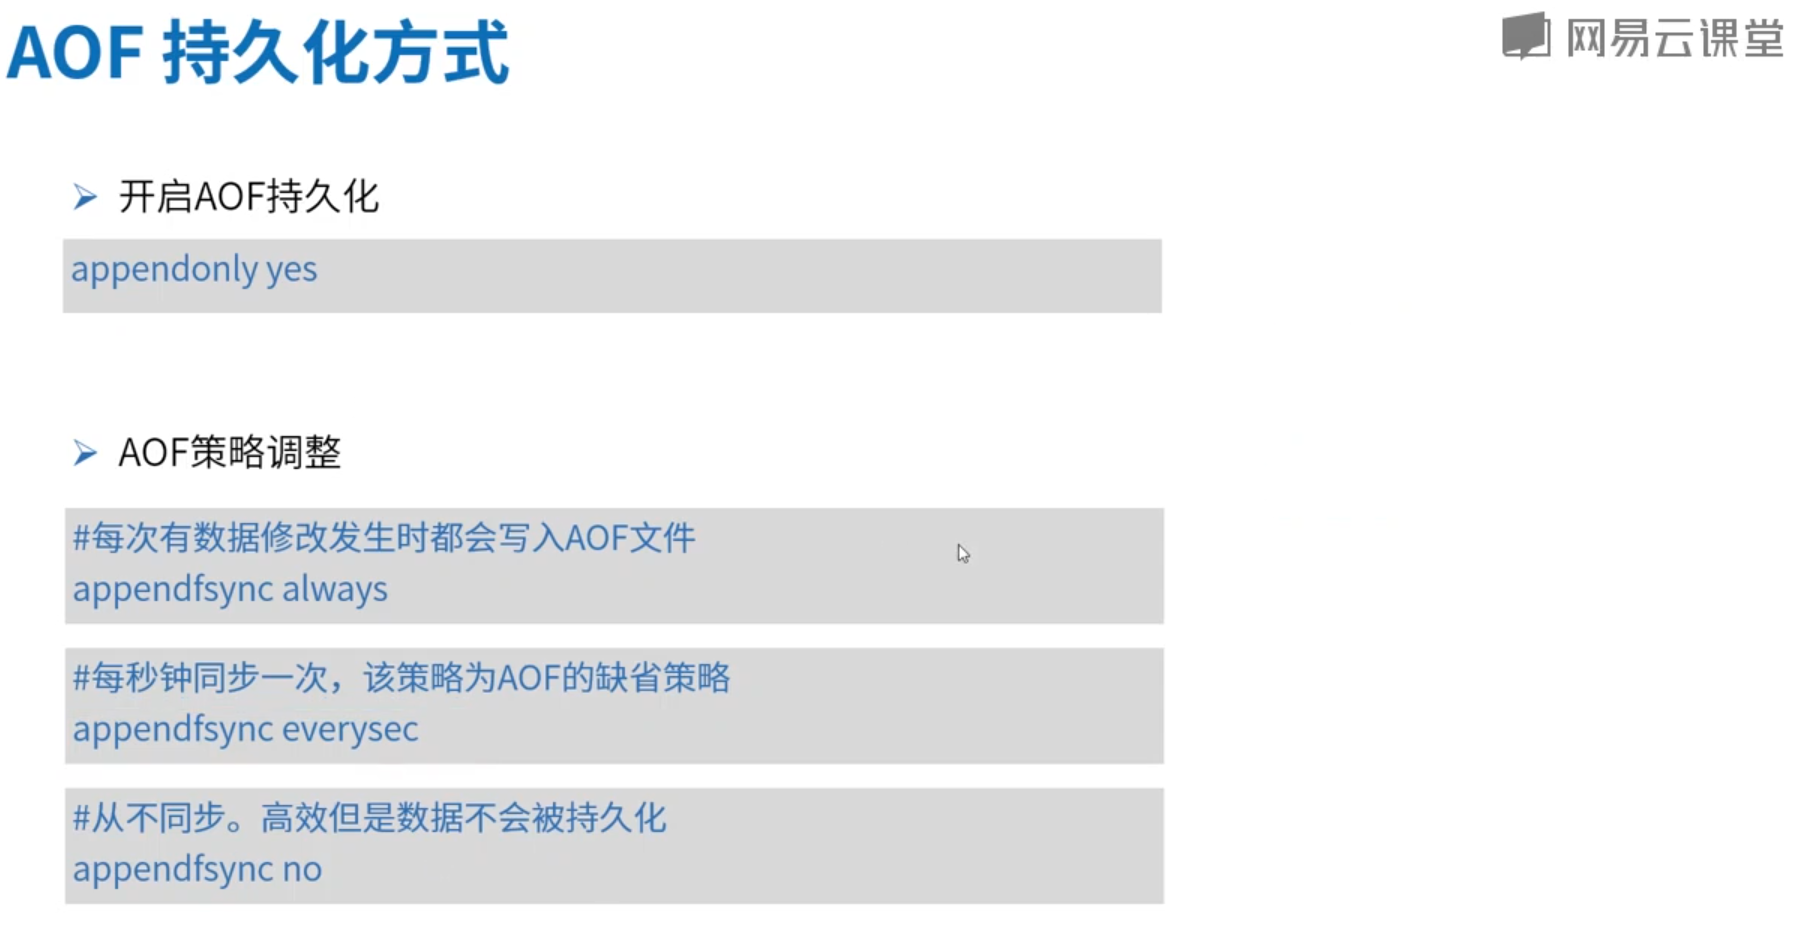 AOF 持久化方式
网易云课堂
开启AOF持久化
appendonly yes
AOF策略调整
#每次有数据修改发生时都会写入AOF文件
appendfsync always
#每秒钟同步一次，该策略为AOF的缺省策略
appendfsync everysec
#从不同步。高效但是数据不会被持久化
appendfsync no